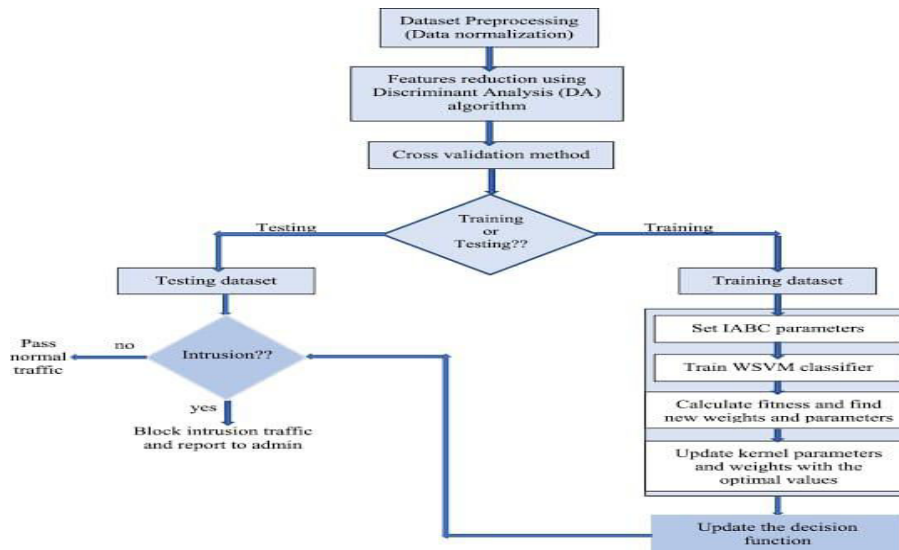 Dataset Preprocessing
(Data normalization)
Features reduction using
Discriminant Analysis (DA)
algorithm
Cross validation method
Training
or
Testing??
Testing
Training
Testing dataset
Training dataset
Intrusion??
no
Pass
normal
traffic
yes
Block intrusion traffic
and report to admin
Set IABC parameters
Train WSVM classifier
Calculate fitness and find
new weights and parameters
Update kernel parameters
and weights with the
optimal values
Update the decision
function